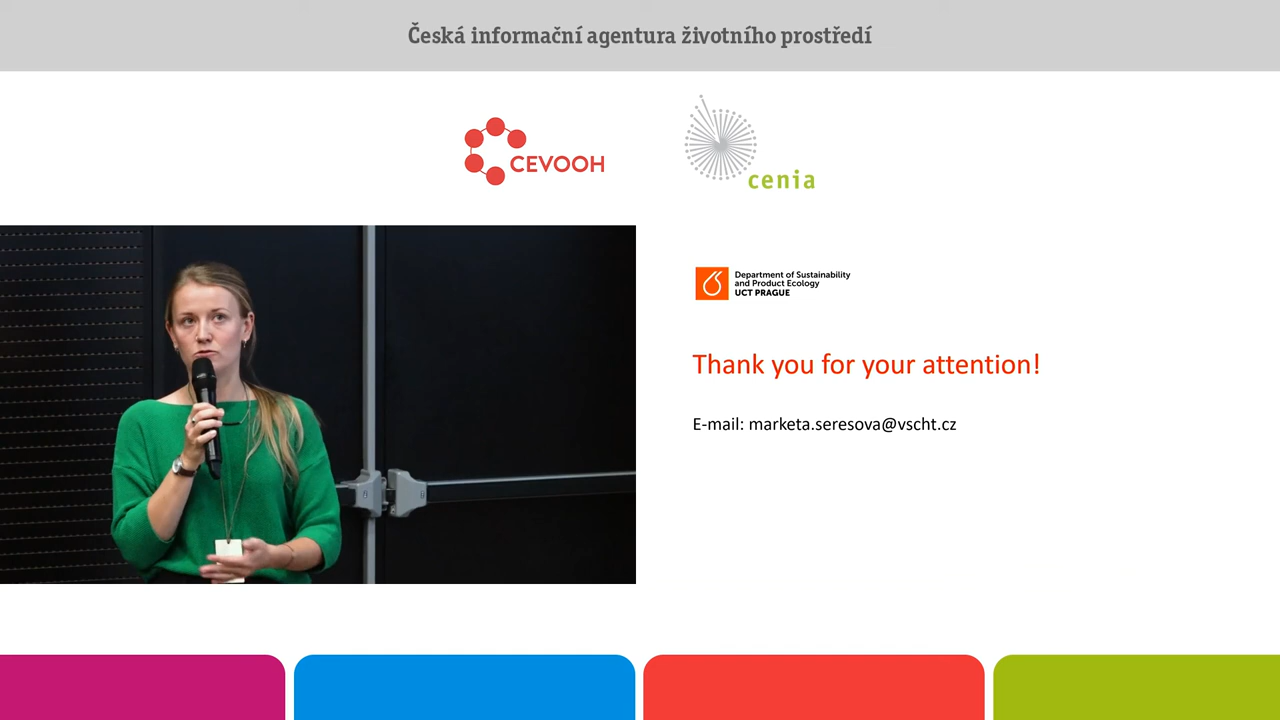 Česká informační agentura životního prostředí
CEVOOH
cenia
Department of Sustainability
and Product Ecology
UCT PRAGUE
Thank you for your attention!
E-mail: marketa.seresova@vscht.cz